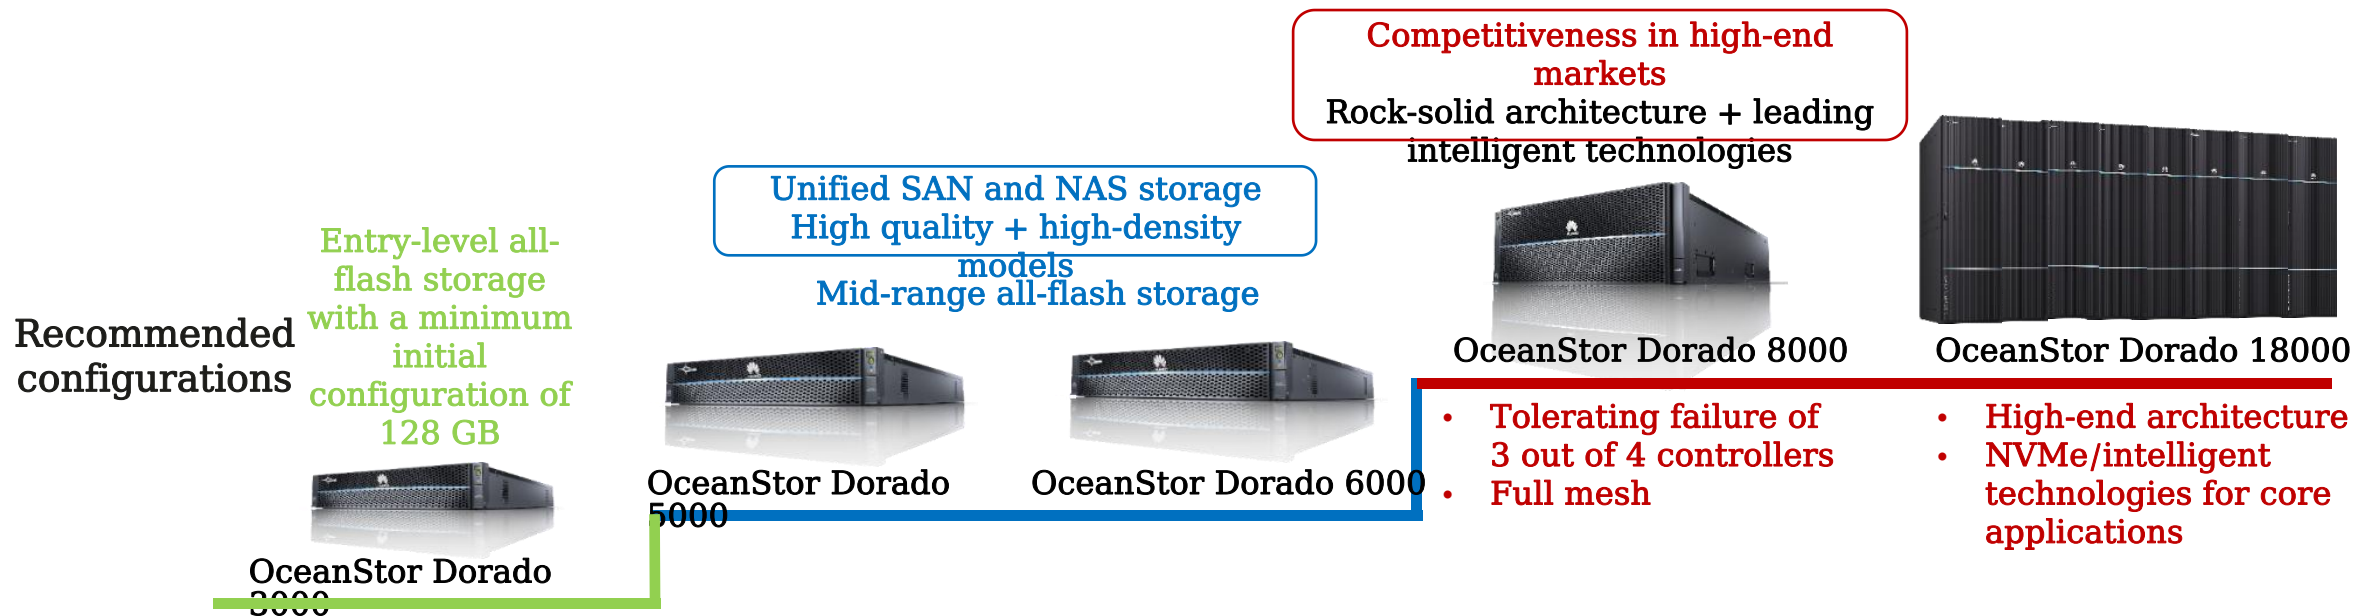 Competitiveness in high-end
markets
Rock-solid architecture + leading
intelligent technologies
Unified SAN and NAS storage
High quality + high-density
models
Mid-range all-flash storage
Entry-level all-
flash storage
with a minimum
initial
configuration of
128 GB
Recommended
configurations
OceanStor Dorado
3000
OceanStor Dorado
5000
OceanStor Dorado 6000
OceanStor Dorado 8000
OceanStor Dorado 18000
• Tolerating failure of
3 out of 4 controllers
• Full mesh
• High-end architecture
• NVMe/intelligent
technologies for core
applications